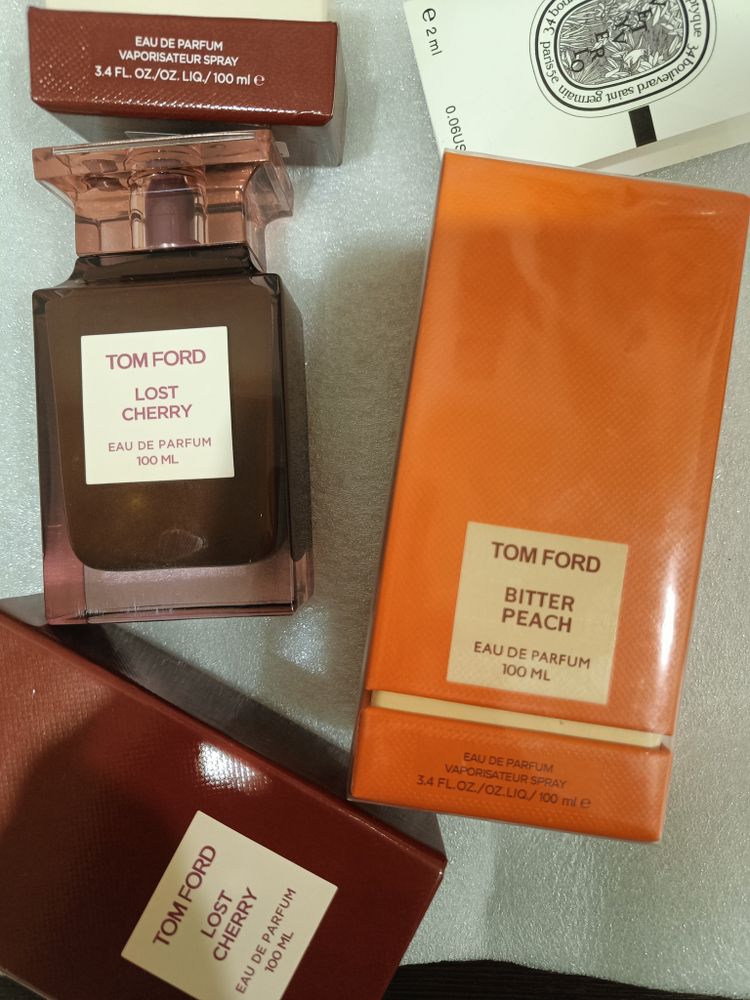 EAU DE PARFUM
VAPORISATEUR SPRAY
3.4 FL. OZ./OZ. LIQ./ 100 ml e
e 2 ml
0.06US
34 boulevard saint germain
paris5e
34 bou
TOM FORD
LOST
CHERRY
EAU DE PARFUM
100 ML
TOM FORD
BITTER
PEACH
EAU DE PARFUM
100 ML
EAU DE PARFUM
VAPORISATEUR SPRAY
3.4 FL.OZ./OZ.LIQ./ 100 ml e
TOM FORD
LOST
CHERRY
EAU DE PARFUM
100 ML